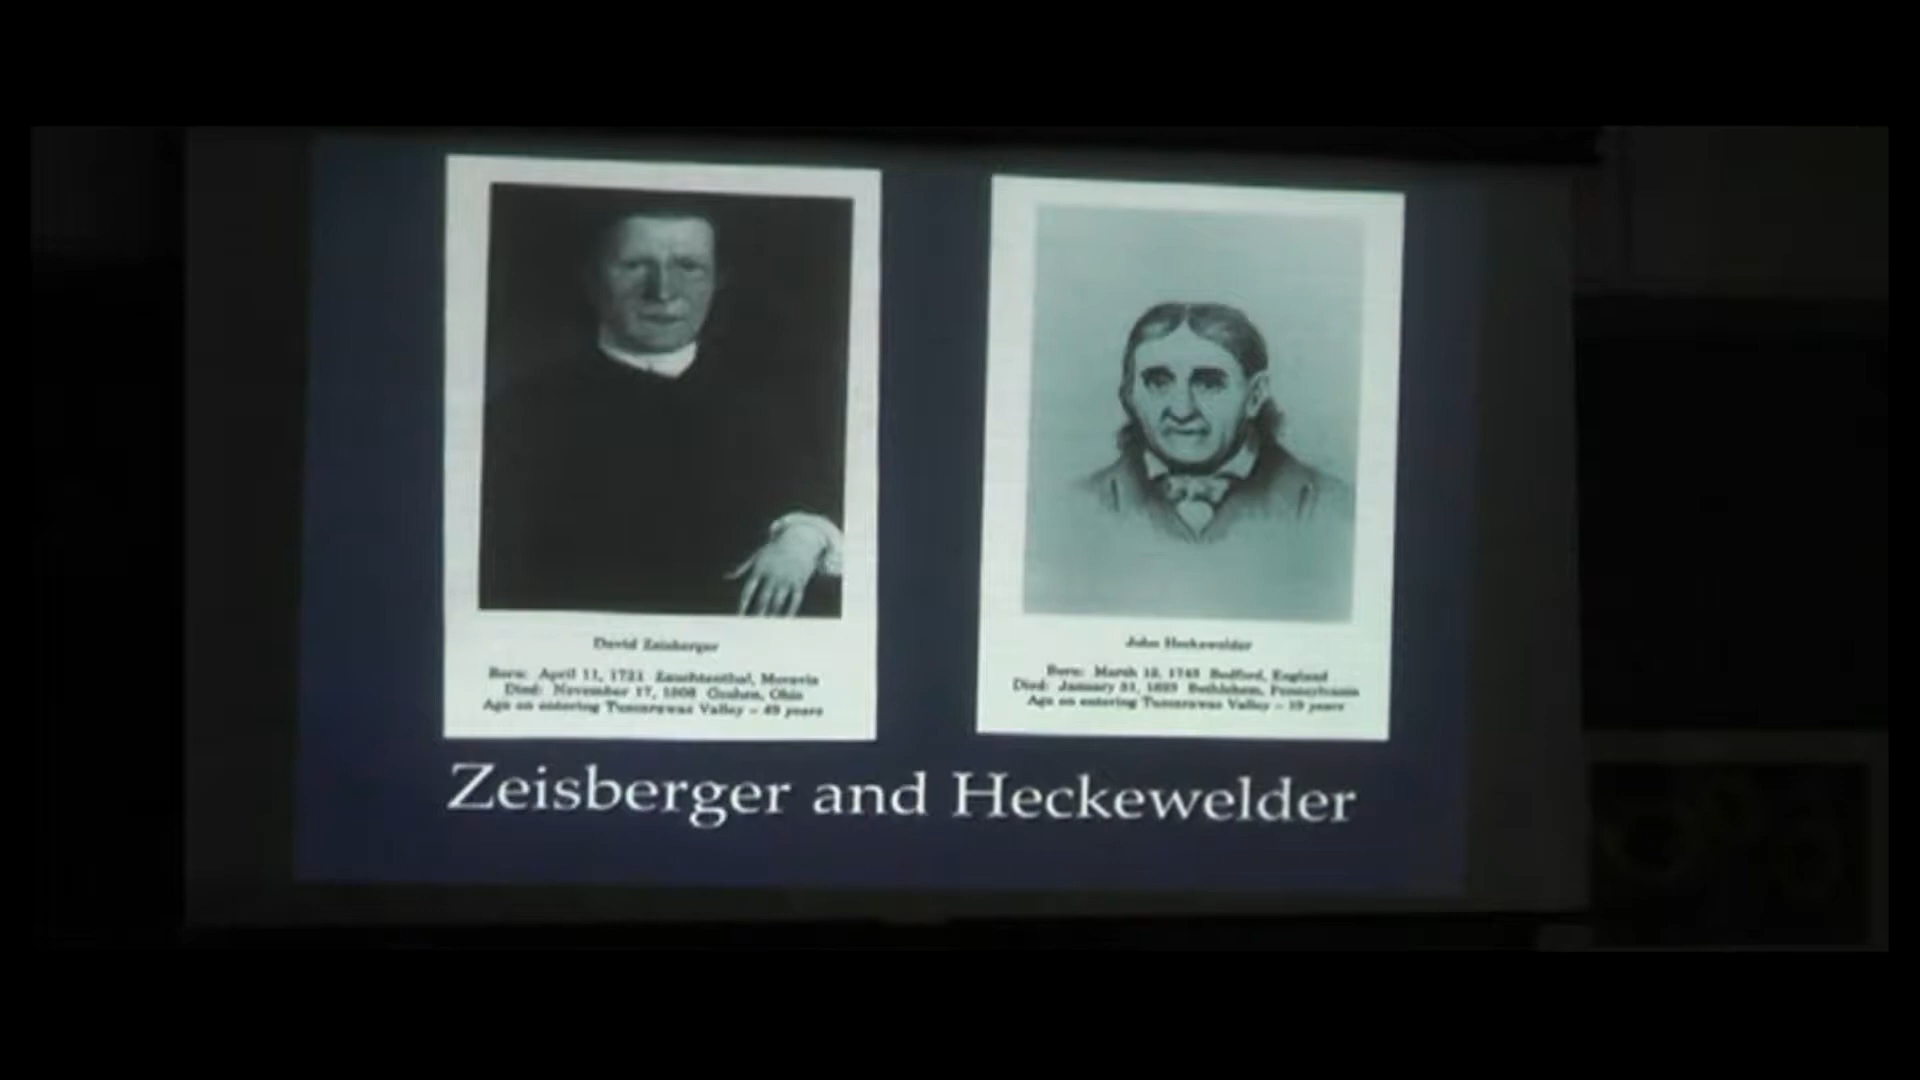 David Zeisberger
Born: April 11, 1721 Zauchtenthal, Moravia
Died: November 17, 1808 Goshen, Ohio
Age on entering Tuscarawas Valley - 49 years
John Heckewelder
Born: March 12, 1743 Bedford, England
Died: January 31, 1823 Bethlehem, Pennsylvania
Age on entering Tuscarawas Valley - 19 years
Zeisberger and Heckewelder